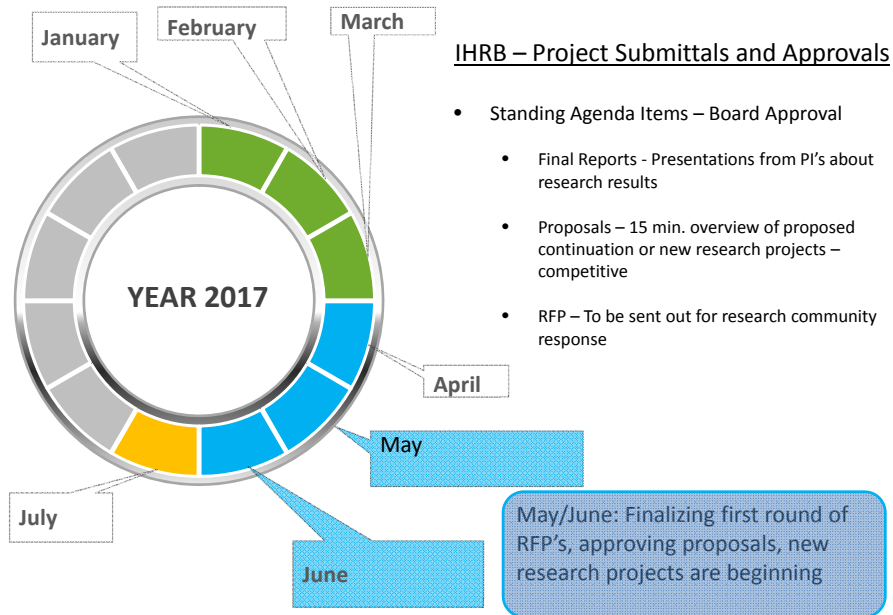 January
February
March
IHRB – Project Submittals and Approvals
• Standing Agenda Items – Board Approval
• Final Reports - Presentations from PI's about
research results
• Proposals – 15 min. overview of proposed
continuation or new research projects –
competitive
• RFP – To be sent out for research community
response
YEAR 2017
April
May
July
June
May/June: Finalizing first round of
RFP's, approving proposals, new
research projects are beginning